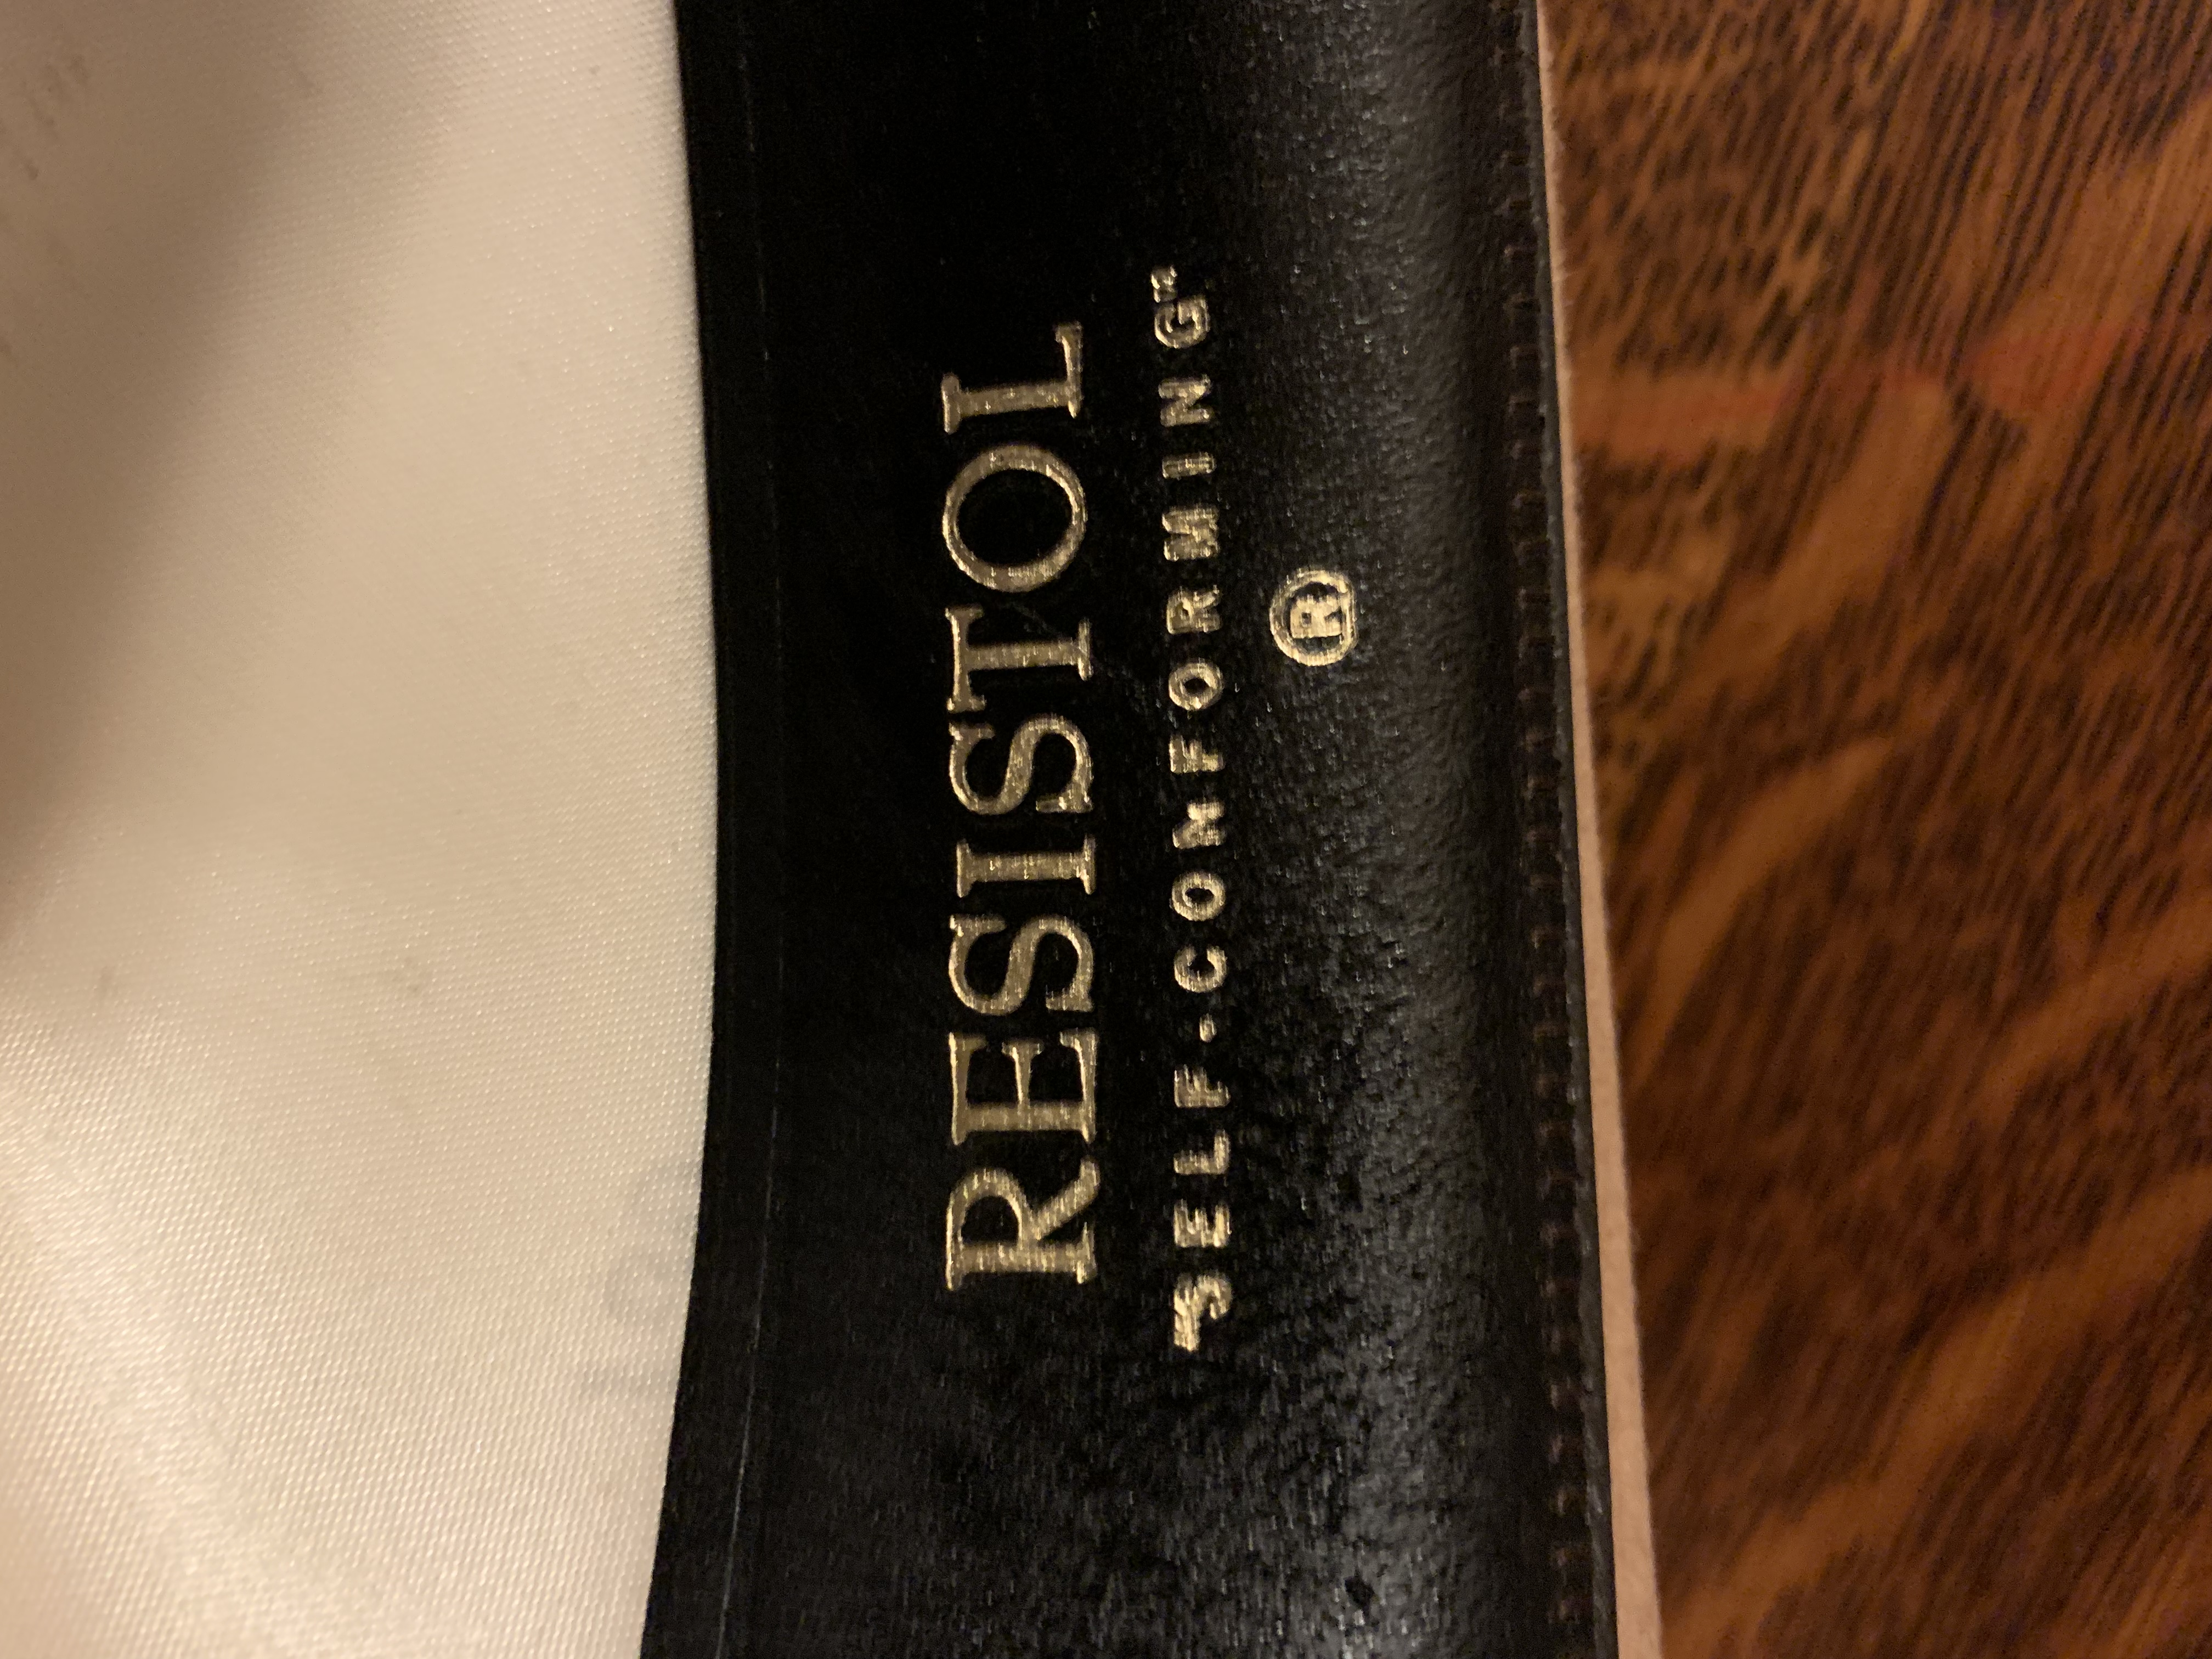 RESISTOL
"SELF-CONFORMING"
®